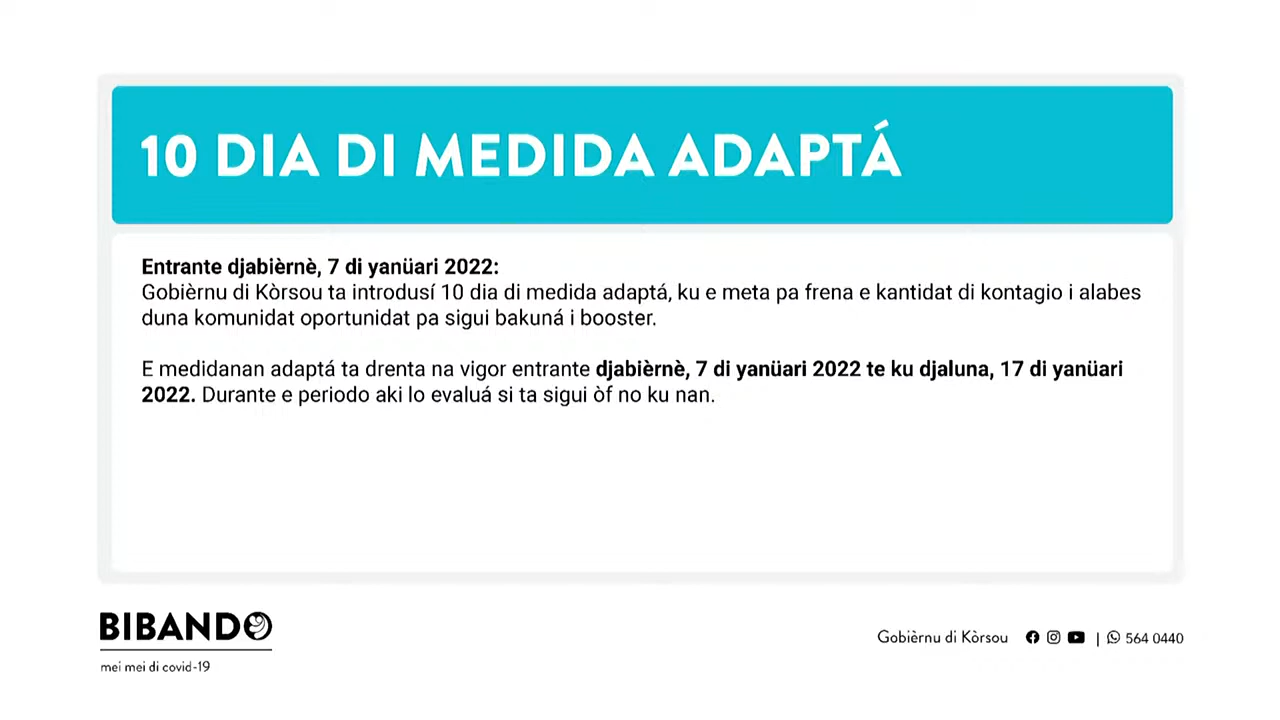 10 DIA DI MEDIDA ADAPTÁ
Entrante djabièrnè, 7 di yanüari 2022:
Gobièrnu di Kòrsou ta introdusí 10 dia di medida adaptá, ku e meta pa frena e kantidat di kontagio i alabes
duna komunidat oportunidat pa sigui bakuná i booster.
E medidanan adaptá ta drenta na vigor entrante djabièrnè, 7 di yanüari 2022 te ku djaluna, 17 di yanüari
2022. Durante e periodo aki lo evaluá si ta sigui òf no ku nan.
BIBANDO
mei mei di covid-19
Gobièrnu di Kòrsou | 564 0440